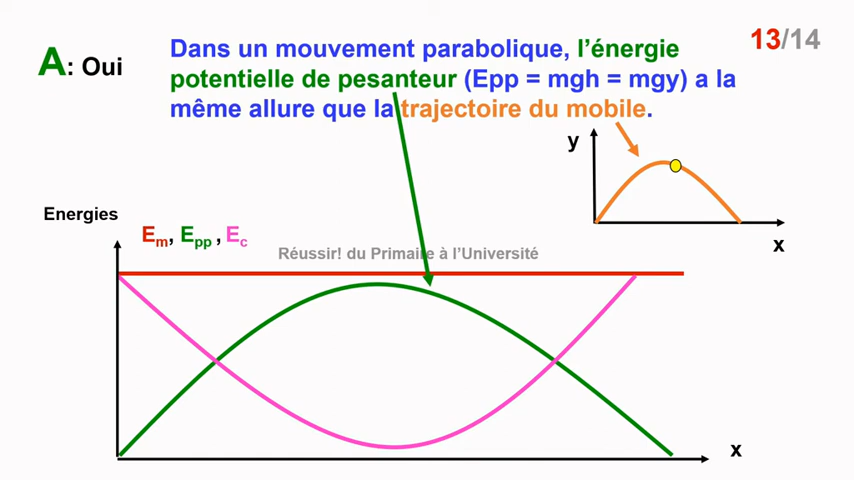 13/14
A: Oui
Dans un mouvement parabolique, l’énergie
potentielle de pesanteur (Epp = mgh = mgy) a la
même allure que la trajectoire du mobile.
y
x
Energies
Em, Epp , Ec
Réussir! du Primaire à l’Université
x